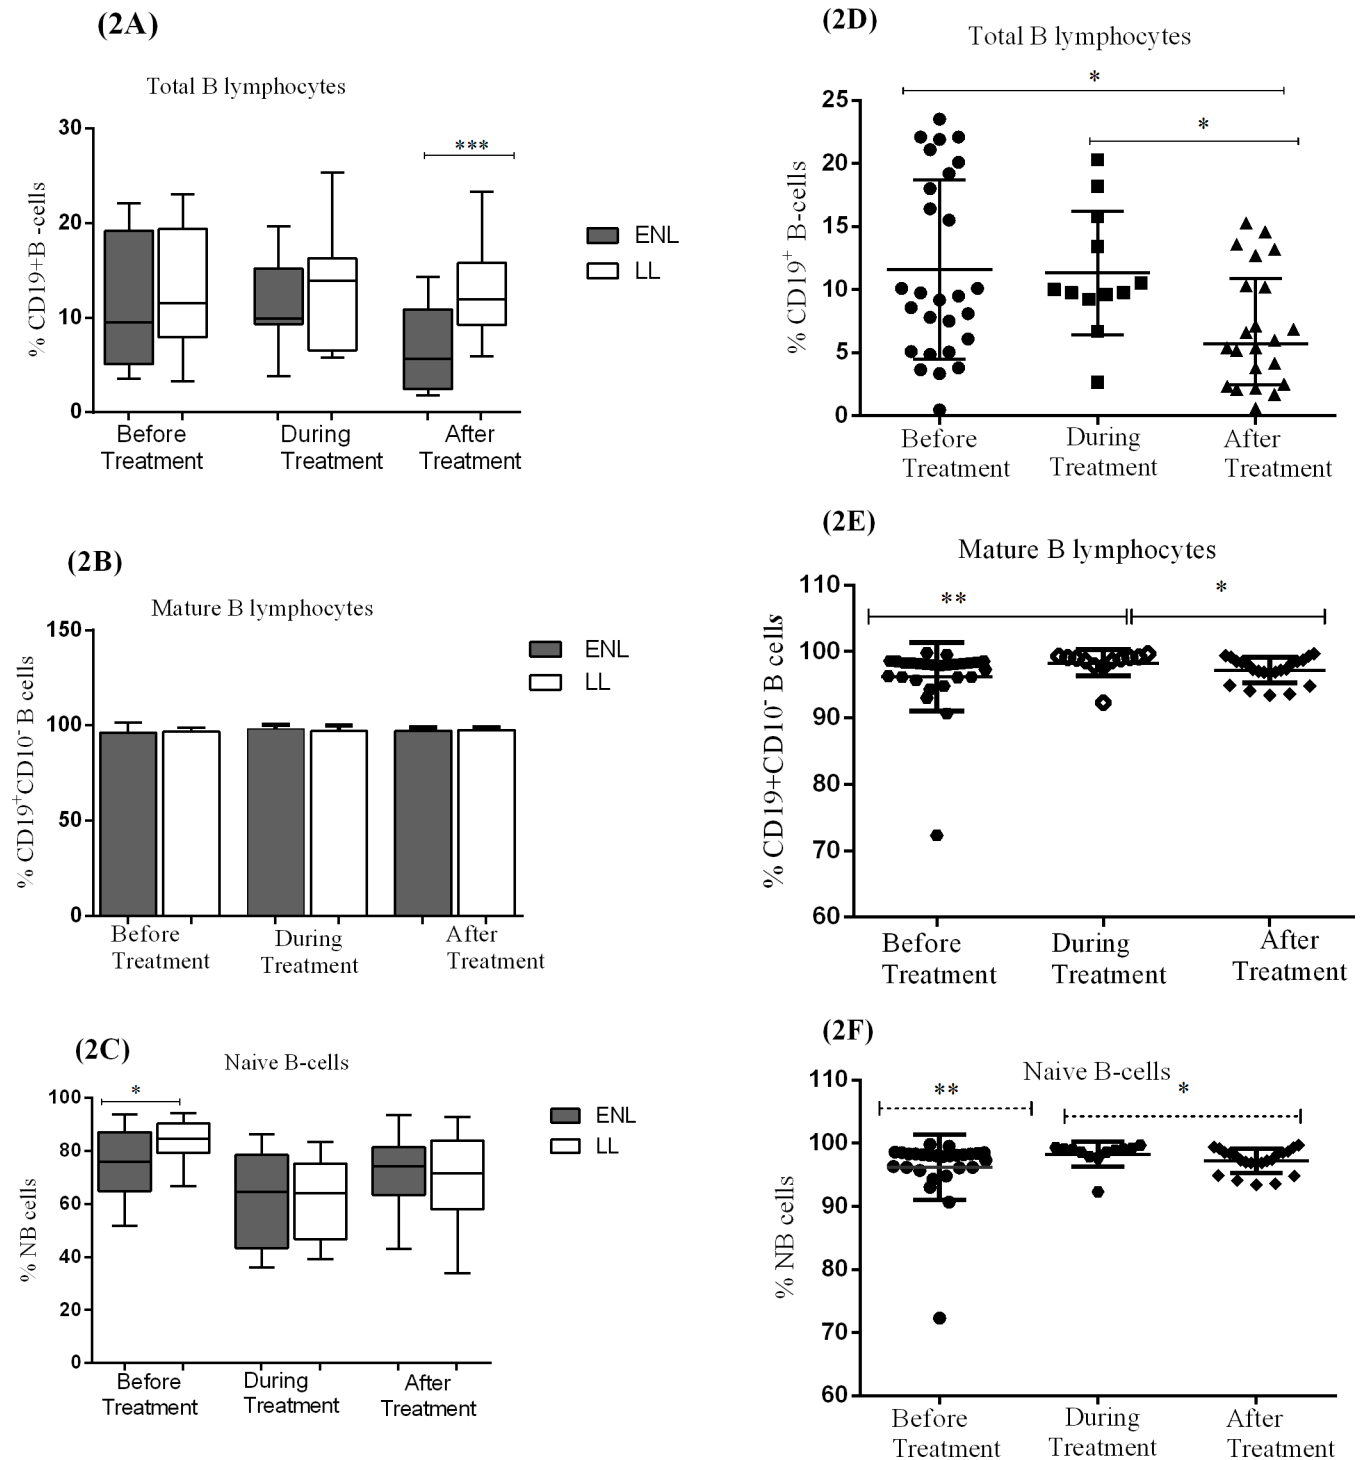 (2A)
Total B lymphocytes
***
% CD19+B -cells
30
20
10
0
ENL
LL
Before
Treatment
During
Treatment
After
Treatment
(2B)
Mature B lymphocytes
% CD19+CD10- B cells
150
100
50
0
ENL
LL
Before
Treatment
During
Treatment
After
Treatment
(2C)
Naive B-cells
*
% NB cells
100
80
60
40
20
0
ENL
LL
Before
Treatment
During
Treatment
After
Treatment
(2D)
Total B lymphocytes
*
*
% CD19+ B-cells
25
20
15
10
5
0
Before
Treatment
During
Treatment
After
Treatment
(2E)
Mature B lymphocytes
**
*
% CD19+CD10- B cells
110
100
90
80
70
60
Before
Treatment
During
Treatment
After
Treatment
(2F)
Naive B-cells
**
*
% NB cells
110
100
90
80
70
60
Before
Treatment
During
Treatment
After
Treatment